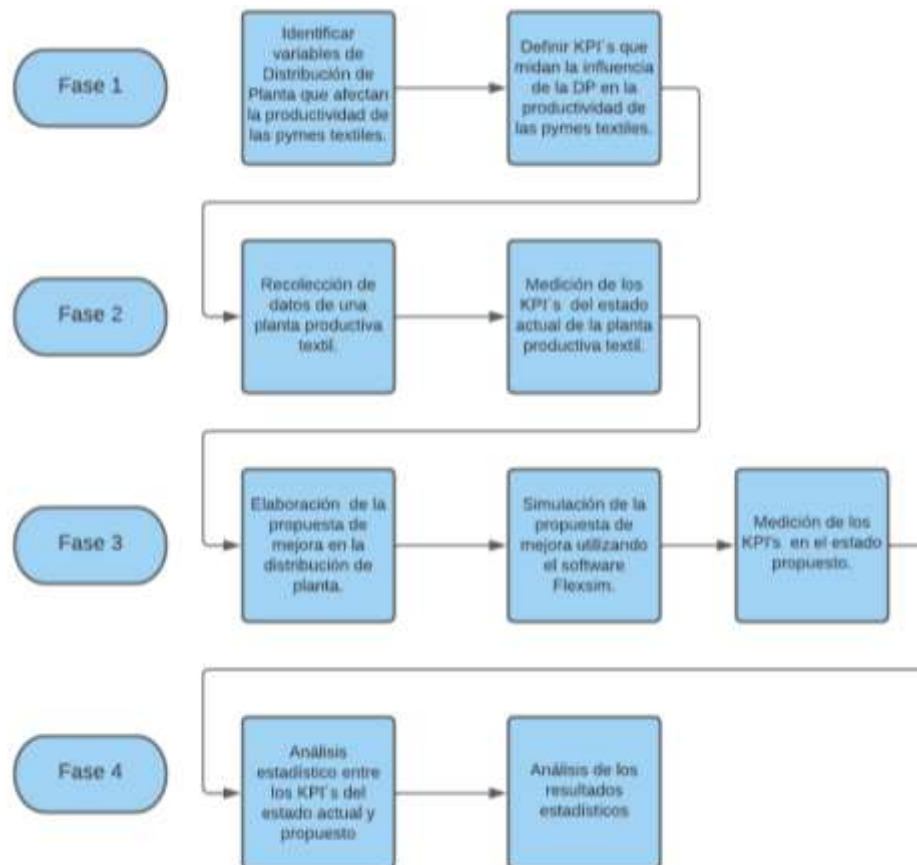 Fase 1
Identificar
variables de
Distribución de
Planta que afectan
la productividad de
las pymes textiles.
Definir KPI´s que
midan la influencia
de la DP en la
productividad de
las pymes textiles.
Fase 2
Recolección de
datos de una
planta productiva
textil.
Medición de los
KPI´s del estado
actual de la planta
productiva textil.
Fase 3
Elaboración de la
propuesta de
mejora en la
distribución de
planta.
Simulación de la
propuesta de
mejora utilizando
el software
Flexsim.
Medición de los
KPI's en el estado
propuesto.
Fase 4
Análisis
estadístico entre
los KPI´s del
estado actual y
propuesto
Análisis de los
resultados
estadísticos